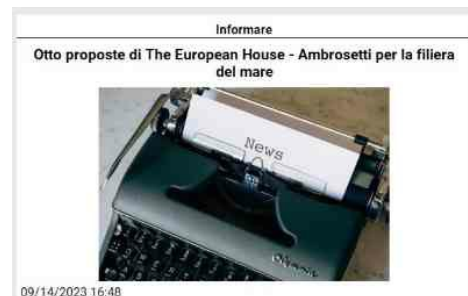 Informare
Otto proposte di The European House - Ambrosetti per la filiera
del mare
News
Olympia
09/14/2023 16:48